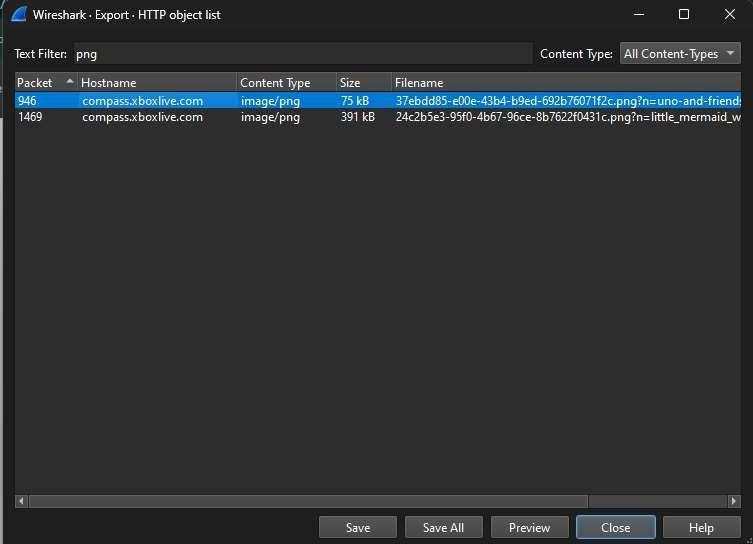 Wireshark · Export · HTTP object list
Text Filter: png Content Type: All Content-Types
Packet Hostname Content Type Size Filename
946 compass.xboxlive.com image/png 75 kB 37ebdd85-e00e-43b4-b9ed-692b76071f2c.png?n=uno-and-friends
1469 compass.xboxlive.com image/png 391 kB 24c2b5e3-95f0-4b67-96ce-8b7622f0431c.png?n=little_mermaid_w
Save Save All Preview Close Help